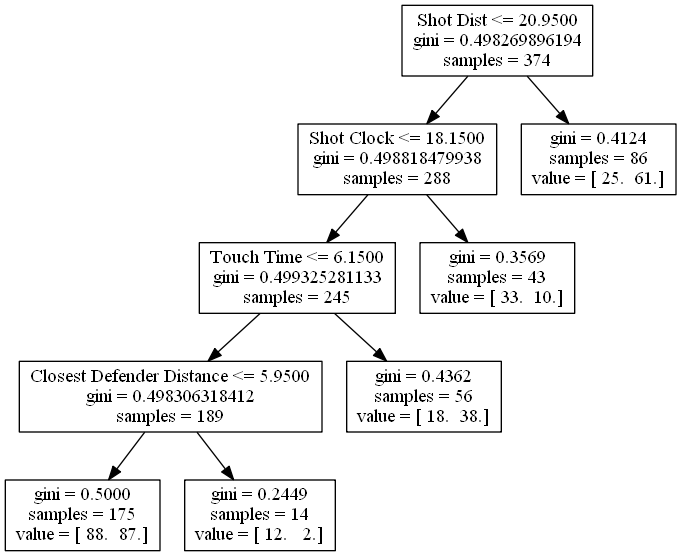 Shot Dist <= 20.9500
gini = 0.498269896194
samples = 374
Shot Clock <= 18.1500
gini = 0.498818479938
samples = 288
gini = 0.4124
samples = 86
value = [ 25.  61.]
Touch Time <= 6.1500
gini = 0.499325281133
samples = 245
gini = 0.3569
samples = 43
value = [ 33.  10.]
Closest Defender Distance <= 5.9500
gini = 0.498306318412
samples = 189
gini = 0.4362
samples = 56
value = [ 18.  38.]
gini = 0.5000
samples = 175
value = [ 88.  87.]
gini = 0.2449
samples = 14
value = [ 12.   2.]